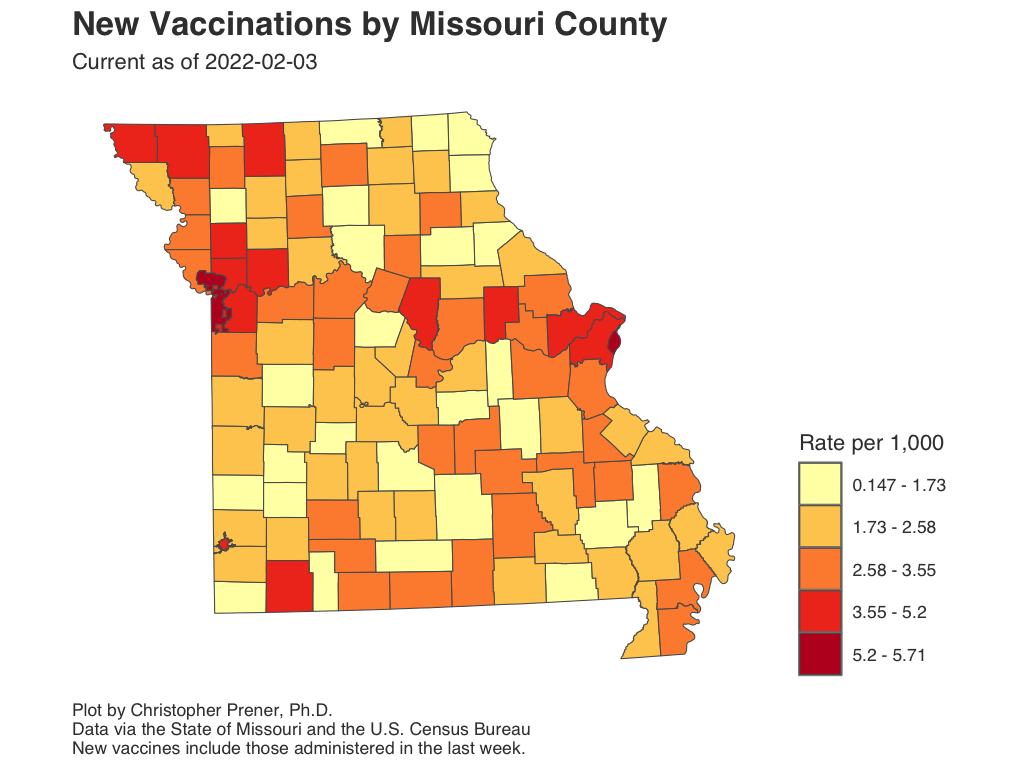 New Vaccinations by Missouri County
Current as of 2022-02-03
Rate per 1,000
0.147 - 1.73
1.73 - 2.58
2.58 - 3.55
3.55 - 5.2
5.2 - 5.71
Plot by Christopher Prener, Ph.D.
Data via the State of Missouri and the U.S. Census Bureau
New vaccines include those administered in the last week.